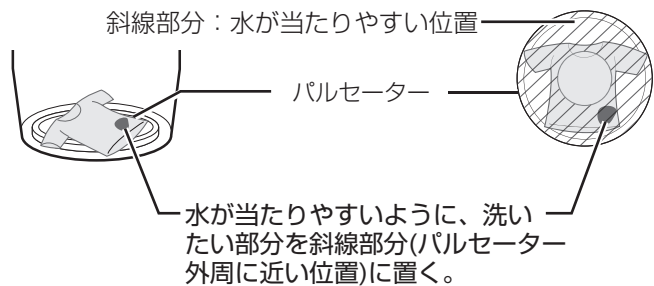 斜線部分：水が当たりやすい位置
パルセーター
水が当たりやすいように、洗い
たい部分を斜線部分(パルセーター
外周に近い位置)に置く。